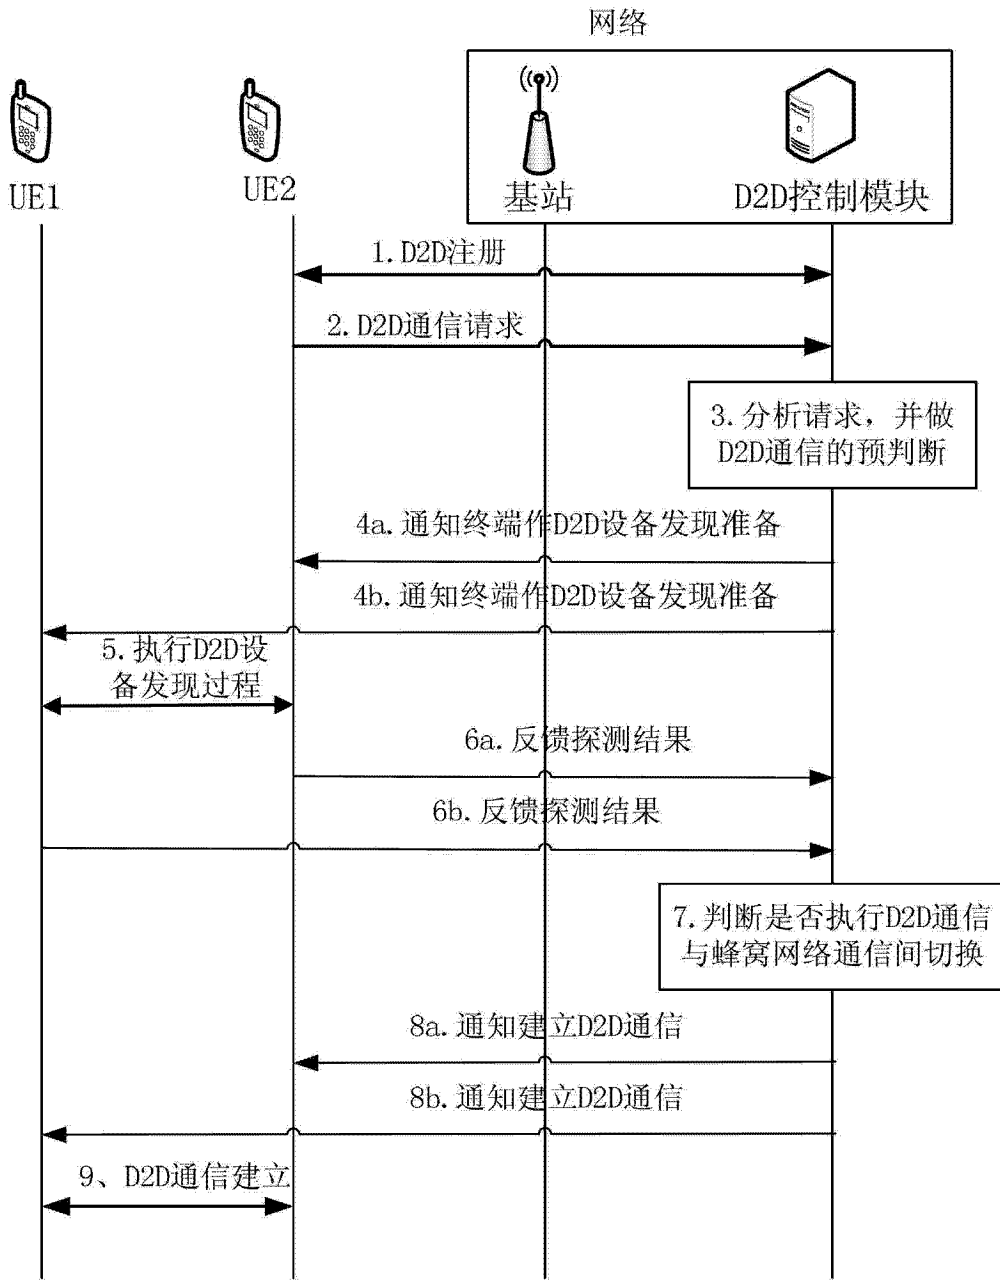 网络
UE1
UE2
基站
D2D控制模块
1.D2D注册
2.D2D通信请求
3.分析请求，并做
D2D通信的预判断
4a.通知终端作D2D设备发现准备
4b.通知终端作D2D设备发现准备
5.执行D2D设
备发现过程
6a.反馈探测结果
6b.反馈探测结果
7.判断是否执行D2D通信
与蜂窝网络通信间切换
8a.通知建立D2D通信
8b.通知建立D2D通信
9、D2D通信建立